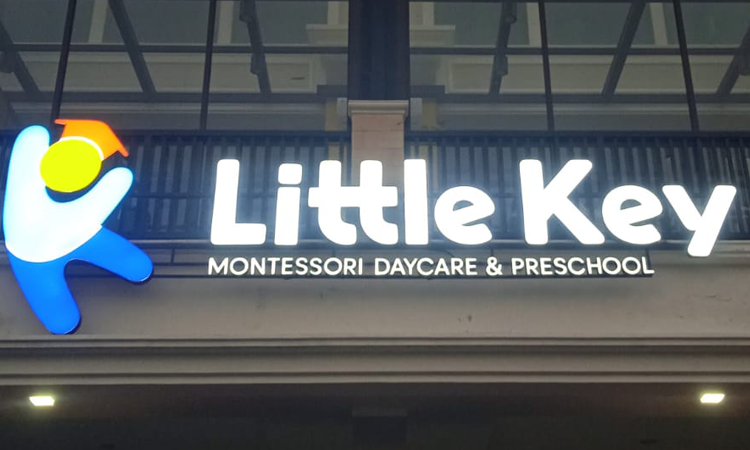 Little Key
MONTESSORI DAYCARE & PRESCHOOL